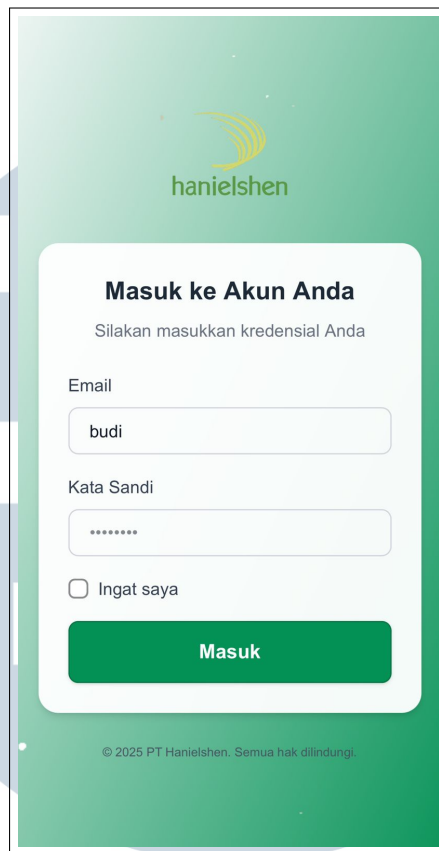 hanielshen
Masuk ke Akun Anda
Silakan masukkan kredensial Anda
Email
budi
Kata Sandi
••••••••
Ingat saya
Masuk
© 2025 PT Hanielshen. Semua hak dilindungi.